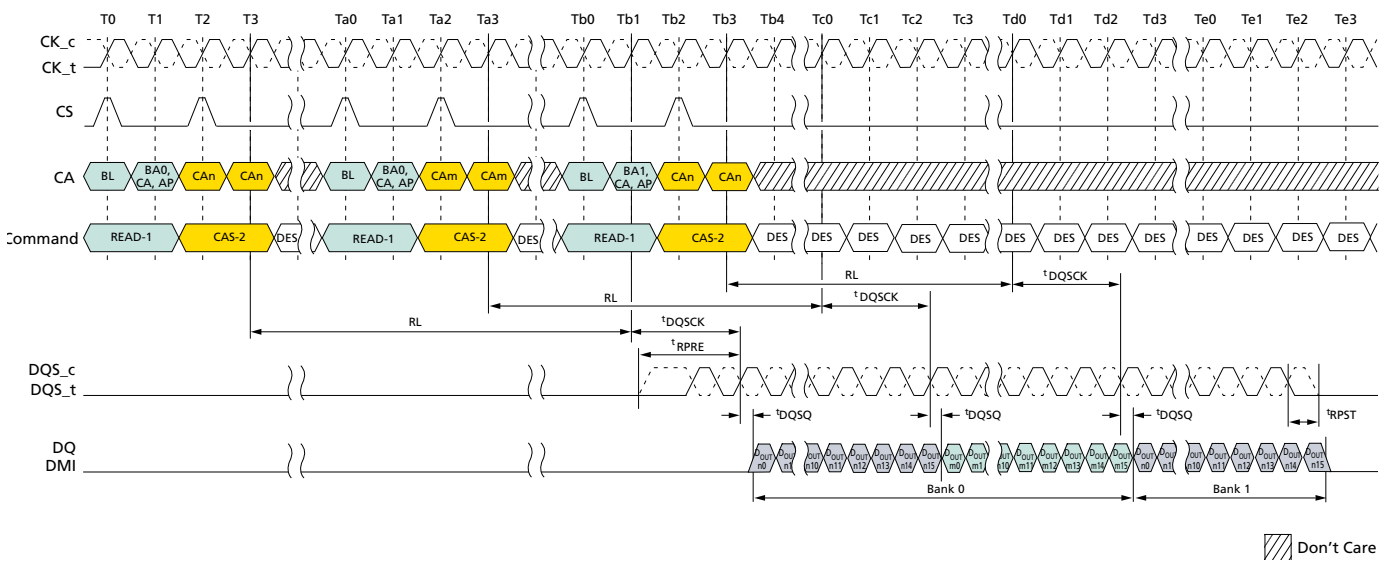 T0 T1 T2 T3 Ta0 Ta1 Ta2 Ta3 Tb0 Tb1 Tb2 Tb3 Tb4 Tc0 Tc1 Tc2 Tc3 Td0 Td1 Td2 Td3 Te0 Te1 Te2 Te3
CK_c
CK_t
CS
CA BL BA0, CA, AP CAn CAn BL BA0, CA, AP CAm CAm BL BA1, CA, AP CAn CAn
Command READ-1 CAS-2 DES READ-1 CAS-2 DES READ-1 CAS-2 DES DES DES DES DES DES DES DES DES DES DES DES DES
RL tDQSCK
RL tDQSCK
RL tDQSCK
tRPRE
DQS_c
DQS_t
tDQSQ tDQSQ tDQSQ tRPST
DQ
DMI
DOUT n0 DOUT n1 DOUT n10 DOUT n11 DOUT n12 DOUT n13 DOUT n14 DOUT n15 DOUT m0 DOUT m1 DOUT m10 DOUT m11 DOUT m12 DOUT m13 DOUT m14 DOUT m15 DOUT n0 DOUT n1 DOUT n10 DOUT n11 DOUT n12 DOUT n13 DOUT n14 DOUT n15
Bank 0 Bank 1
Don't Care